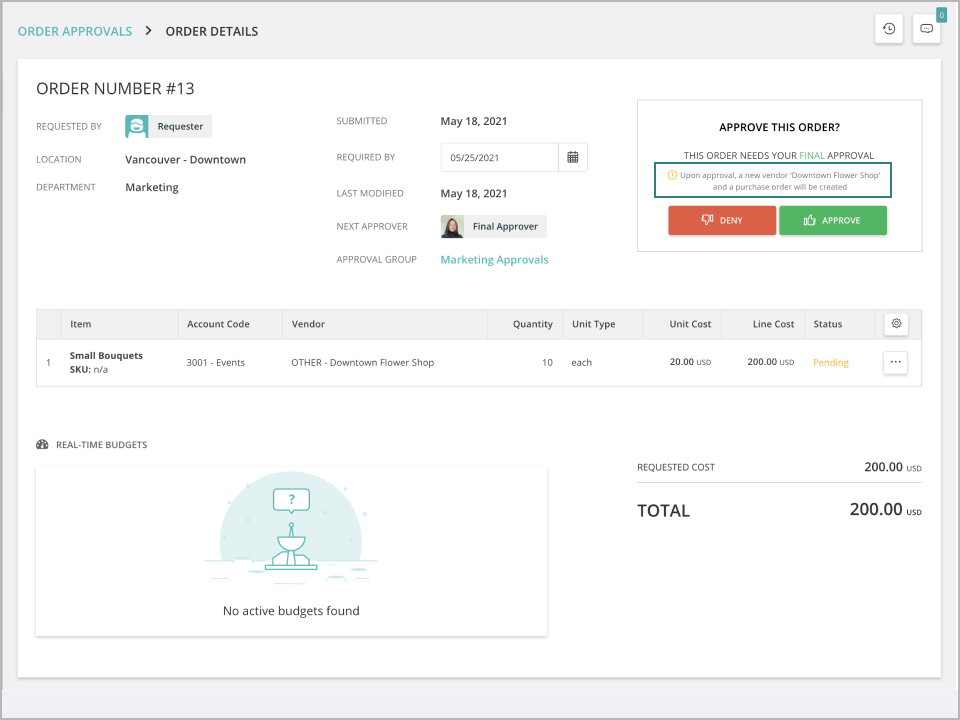 ORDER APPROVALS > ORDER DETAILS
0
ORDER NUMBER #13
REQUESTED BY Requester
LOCATION Vancouver - Downtown
DEPARTMENT Marketing
SUBMITTED May 18, 2021
REQUIRED BY 05/25/2021
LAST MODIFIED May 18, 2021
NEXT APPROVER Final Approver
APPROVAL GROUP Marketing Approvals
APPROVE THIS ORDER?
THIS ORDER NEEDS YOUR FINAL APPROVAL
Upon approval, a new vendor 'Downtown Flower Shop'
and a purchase order will be created
DENY APPROVE
Item Account Code Vendor Quantity Unit Type Unit Cost Line Cost Status
1 Small Bouquets 3001 - Events OTHER - Downtown Flower Shop 10 each 20.00 USD 200.00 USD Pending ...
SKU: n/a
REAL-TIME BUDGETS
?
No active budgets found
REQUESTED COST 200.00 USD
TOTAL 200.00 USD